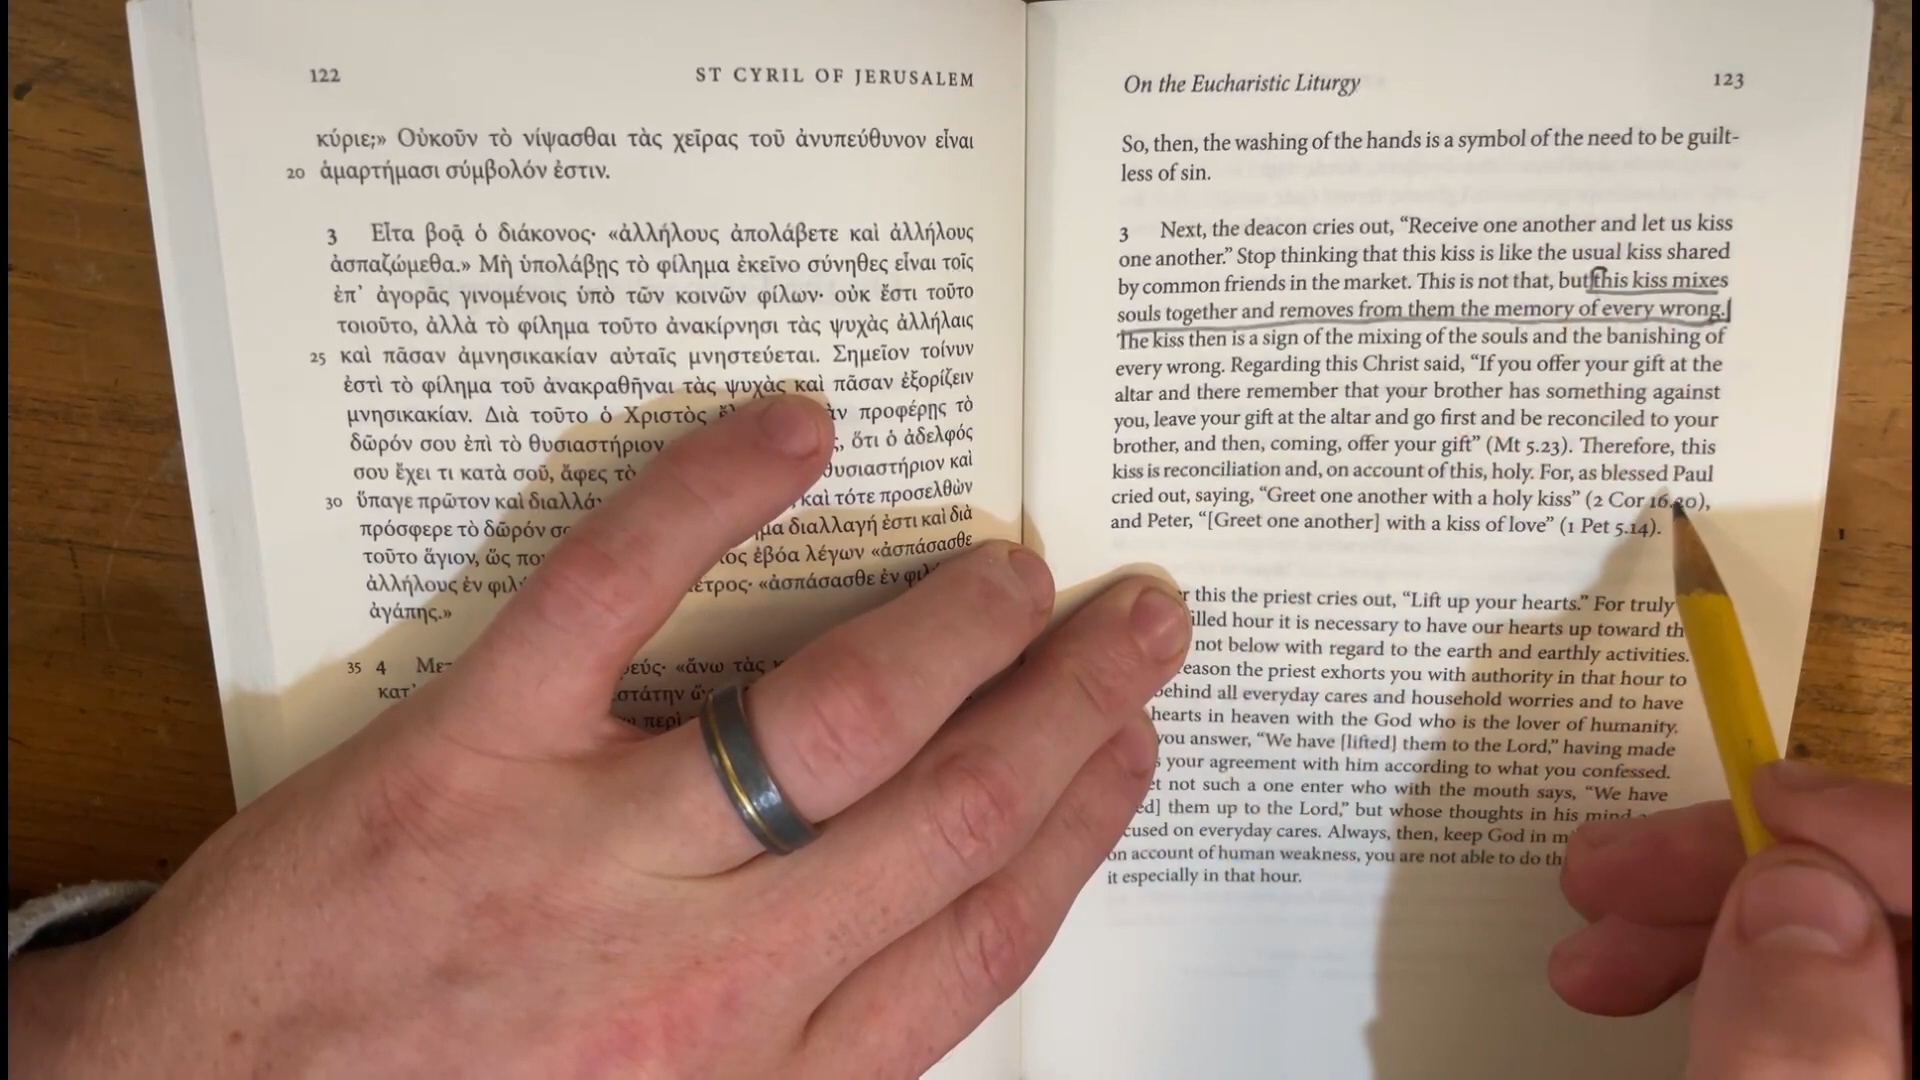 122
ST CYRIL OF JERUSALEM
κύριε;» Οὐκοῦν τὸ νίψασθαι τὰς χεῖρας τοῦ ἀνυπεύθυνον εἶναι
20 ἁμαρτήμασι σύμβολόν ἐστιν.
3 Εἶτα βοᾷ ὁ διάκονος· «ἀλλήλους ἀπολάβετε καὶ ἀλλήλους
ἀσπαζώμεθα.» Μὴ ὑπολάβῃς τὸ φίλημα ἐκεῖνο σύνηθες εἶναι τοῖς
ἐπ’ ἀγορᾶς γινομένοις ὑπὸ τῶν κοινῶν φίλων· οὐκ ἔστι τοῦτο
τοιοῦτο, ἀλλὰ τὸ φίλημα τοῦτο ἀνακίρνησι τὰς ψυχὰς ἀλλήλαις
25 καὶ πᾶσαν ἀμνησικακίαν αὐταῖς μνηστεύεται. Σημεῖον τοίνυν
ἐστὶ τὸ φίλημα τοῦ ἀνακραθῆναι τὰς ψυχὰς καὶ πᾶσαν ἐξορίζειν
μνησικακίαν. Διὰ τοῦτο ὁ Χριστὸς προφέρῃς τὸ
δῶρόν σου ἐπὶ τὸ θυσιαστήριον ὅτι ὁ ἀδελφός
σου ἔχει τι κατὰ σοῦ, ἄφες τὸ θυσιαστήριον καὶ
30 ὕπαγε πρῶτον καὶ καὶ τότε προσελθὼν
πρόσφερε τὸ δῶρόν διαλλαγή ἐστι καὶ διὰ
τοῦτο ἅγιον, ὥς ἐβόα λέγων «ἀσπάσασθε
ἀλλήλους ἐν «ἀσπάσασθε ἐν
ἀγάπης.»
35 4 «ἄνω τὰς
περὶ
On the Eucharistic Liturgy
123
So, then, the washing of the hands is a symbol of the need to be guilt-
less of sin.
3 Next, the deacon cries out, “Receive one another and let us kiss
one another.” Stop thinking that this kiss is like the usual kiss shared
by common friends in the market. This is not that, but this kiss mixes
souls together and removes from them the memory of every wrong.
The kiss then is a sign of the mixing of the souls and the banishing of
every wrong. Regarding this Christ said, “If you offer your gift at the
altar and there remember that your brother has something against
you, leave your gift at the altar and go first and be reconciled to your
brother, and then, coming, offer your gift” (Mt 5.23). Therefore, this
kiss is reconciliation and, on account of this, holy. For, as blessed Paul
cried out, saying, “Greet one another with a holy kiss” (2 Cor 16.20),
and Peter, “[Greet one another] with a kiss of love” (1 Pet 5.14).
this the priest cries out, “Lift up your hearts.” For truly
hour it is necessary to have our hearts up toward
not below with regard to the earth and earthly activities.
the priest exhorts you with authority in that hour to
all everyday cares and household worries and to have
hearts in heaven with the God who is the lover of humanity.
you answer, “We have [lifted] them to the Lord,” having made
your agreement with him according to what you confessed.
not such a one enter who with the mouth says, “We have
them up to the Lord,” but whose thoughts in his mind
on everyday cares. Always, then, keep God in
on account of human weakness, you are not able to do
it especially in that hour.